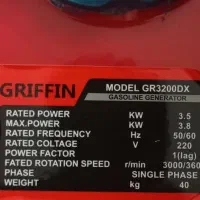 GRIFFIN MODEL GR3200DX
GASOLINE GENERATOR
RATED POWER KW 3.5
MAX.POWER KW 3.8
RATED FREQUENCY Hz 50/60
RATED COLTAGE V 220
POWER FACTOR 1(lag)
FATED ROTATION SPEED r/min 3000/360
PHASE SINGLE PHASE
WEIGHT kg 40